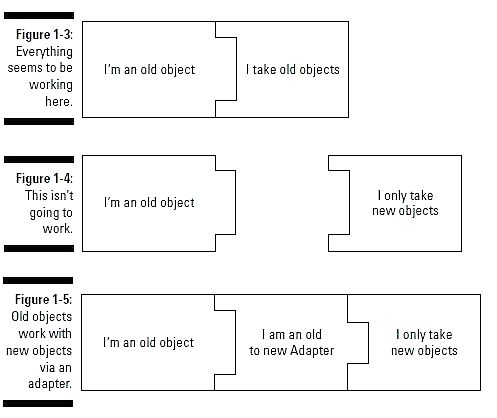 Figure 1-3:
Everything
seems to be
working
here.
I'm an old object
I take old objects
Figure 1-4:
This isn't
going to
work.
I'm an old object
I only take
new objects
Figure 1-5:
Old objects
work with
new objects
via an
adapter.
I'm an old object
I am an old
to new Adapter
I only take
new objects